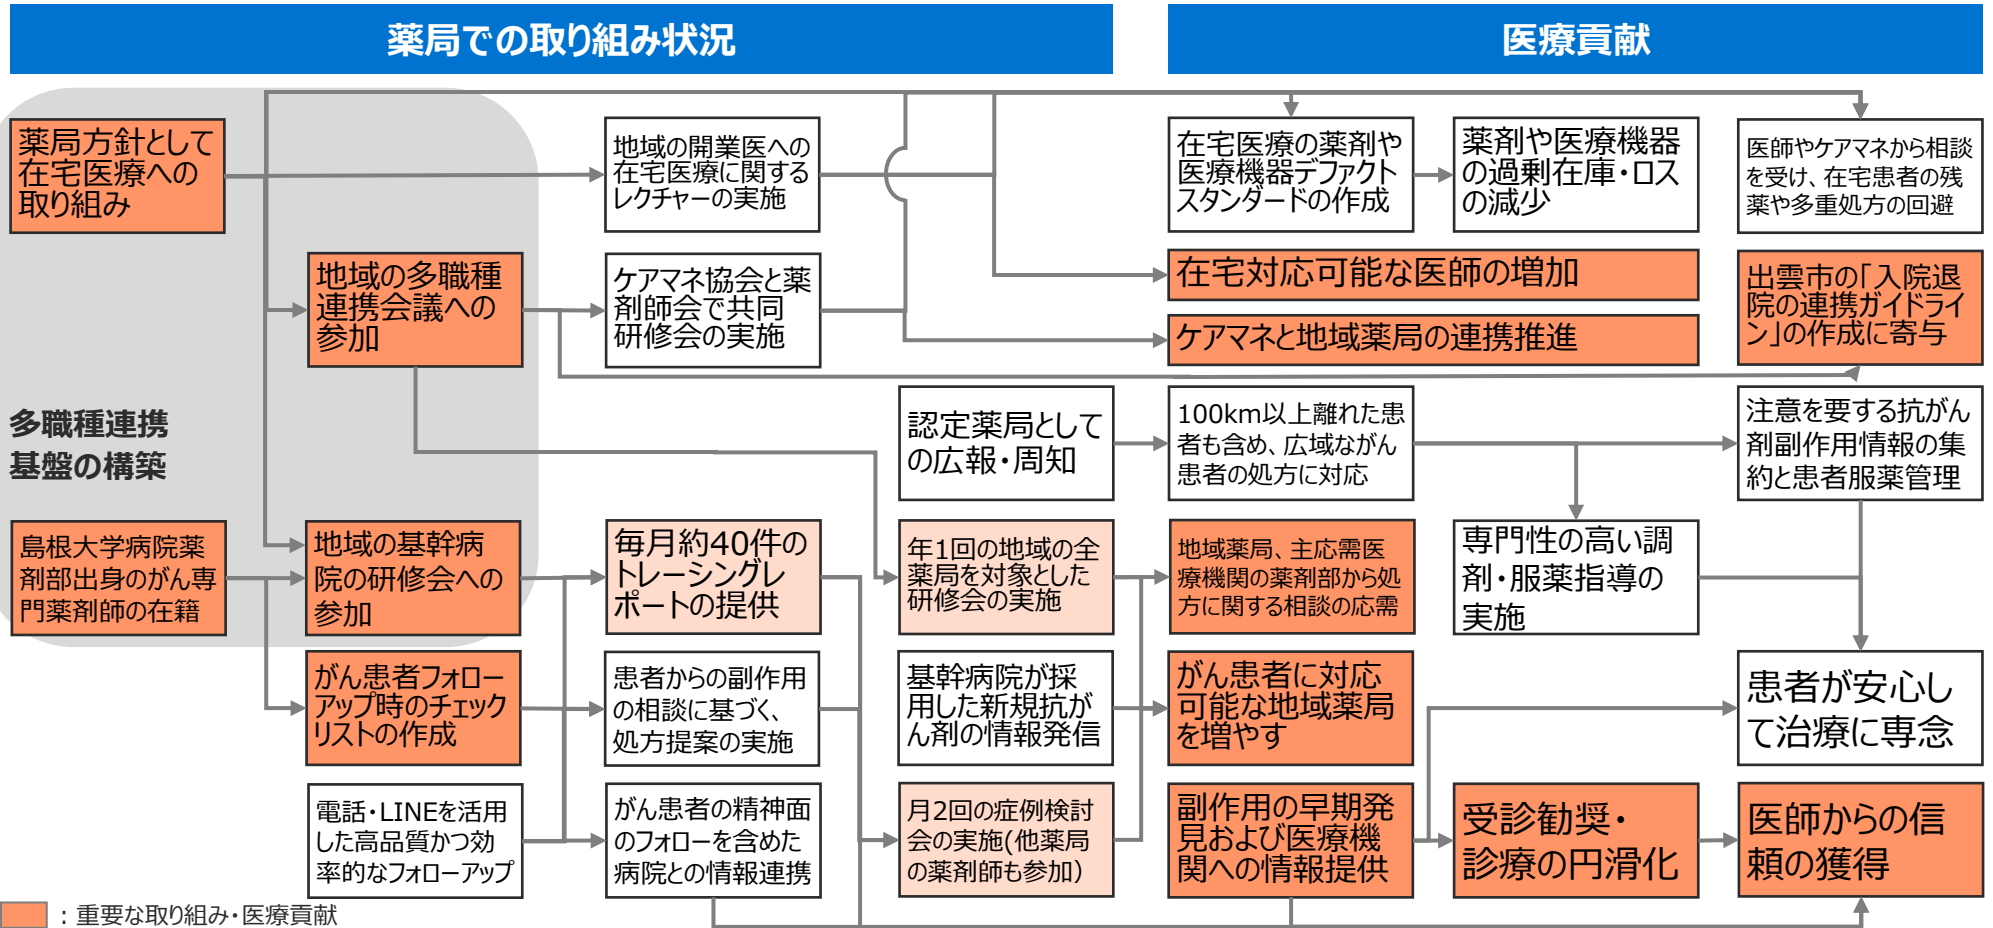 薬局での取り組み状況
医療貢献
薬局方針として
在宅医療への
取り組み
地域の開業医への
在宅医療に関する
レクチャーの実施
在宅医療の薬剤や
医療機器デファクト
スタンダードの作成
薬剤や医療機器
の過剰在庫・ロス
の減少
医師やケアマネから相談
を受け、在宅患者の残
薬や多重処方の回避
地域の多職種
連携会議への
参加
ケアマネ協会と薬
剤師会で共同
研修会の実施
在宅対応可能な医師の増加
ケアマネと地域薬局の連携推進
出雲市の「入院退
院の連携ガイドライ
ン」の作成に寄与
多職種連携
基盤の構築
認定薬局として
の広報・周知
100km以上離れた患
者も含め、広域ながん
患者の処方に対応
注意を要する抗がん
剤副作用情報の集
約と患者服薬管理
島根大学病院薬
剤部出身のがん専
門薬剤師の在籍
地域の基幹病
院の研修会への
参加
毎月約40件の
トレーシングレ
ポートの提供
年1回の地域の全
薬局を対象とした
研修会の実施
地域薬局、主応需医
療機関の薬剤部から処
方に関する相談の応需
専門性の高い調
剤・服薬指導の
実施
がん患者フォロー
アップ時のチェック
リストの作成
患者からの副作用
の相談に基づく、
処方提案の実施
基幹病院が採
用した新規抗が
ん剤の情報発信
がん患者に対応
可能な地域薬局
を増やす
患者が安心し
て治療に専念
電話・LINEを活用
した高品質かつ効
率的なフォローアップ
がん患者の精神面
のフォローを含めた
病院との情報連携
月2回の症例検討
会の実施(他薬局
の薬剤師も参加)
副作用の早期発
見および医療機
関への情報提供
受診勧奨・
診療の円滑化
医師からの信
頼の獲得
：重要な取り組み・医療貢献